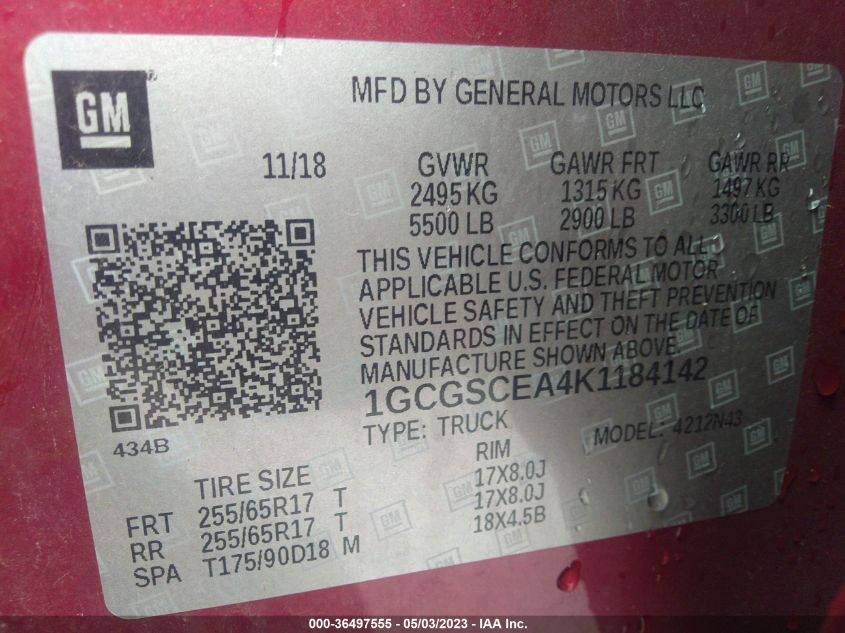 GM
MFD BY GENERAL MOTORS LLC
11/18 GVWR GAWR FRT GAWR RR
2495 KG 1315 KG 1497 KG
5500 LB 2900 LB 3300 LB
THIS VEHICLE CONFORMS TO ALL
APPLICABLE U.S. FEDERAL MOTOR
VEHICLE SAFETY AND THEFT PREVENTION
STANDARDS IN EFFECT ON THE DATE OF
MANUFACTURE SHOWN ABOVE.
1GCGSCEA4K1184142
434B
TYPE: TRUCK MODEL: 4212N43
TIRE SIZE RIM
FRT 255/65R17 T 17X8.0J
RR 255/65R17 T 17X8.0J
SPA T175/90D18 M 18X4.5B
000-36497555 - 05/03/2023 - IAA Inc.